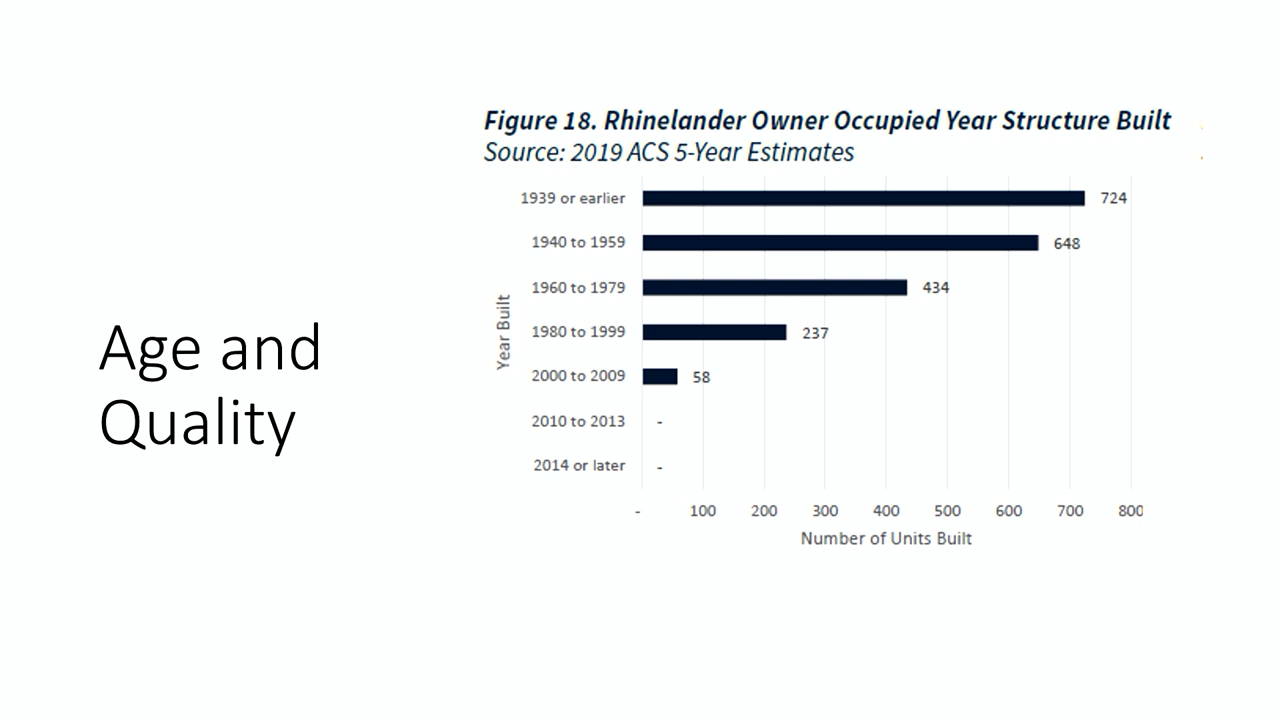 Age and
Quality
Figure 18. Rhinelander Owner Occupied Year Structure Built
Source: 2019 ACS 5-Year Estimates
Year Built
1939 or earlier 724
1940 to 1959 648
1960 to 1979 434
1980 to 1999 237
2000 to 2009 58
2010 to 2013 -
2014 or later -
- 100 200 300 400 500 600 700 800
Number of Units Built